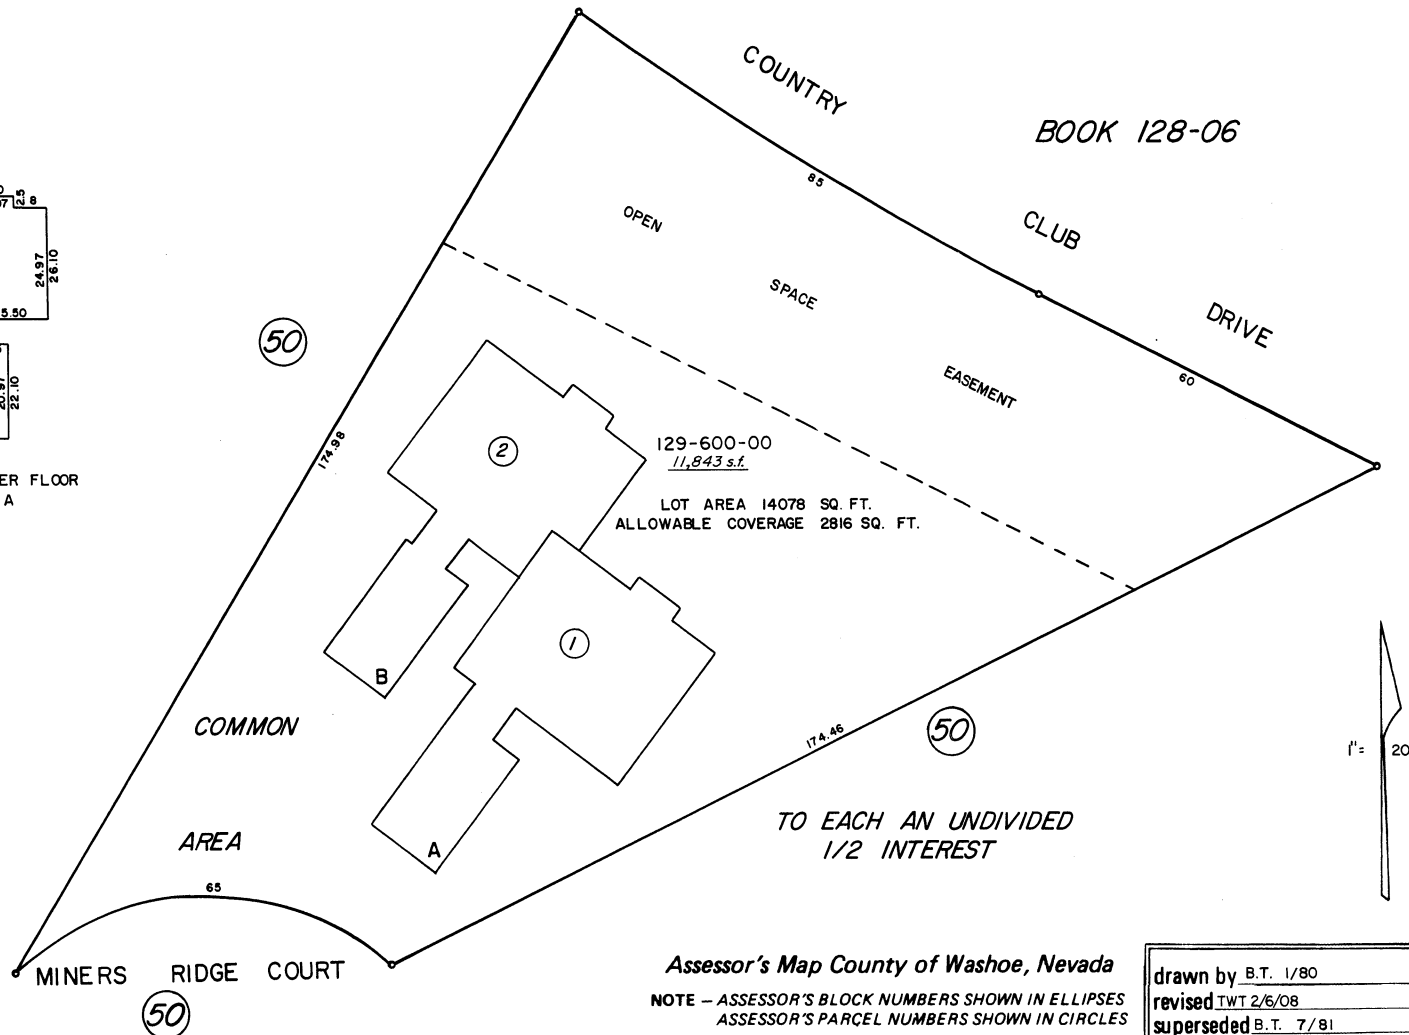 COUNTRY
BOOK 128-06
85
CLUB
OPEN
SPACE
DRIVE
EASEMENT
60
2.5 8
24.97
26.10
5.50
22.10
ER FLOOR
A
50
174.98
2
129-600-00
11,843 s.f.
LOT AREA 14078 SQ. FT.
ALLOWABLE COVERAGE 2816 SQ. FT.
1
B
COMMON
AREA
A
174.46
50
1"= 20
TO EACH AN UNDIVIDED
1/2 INTEREST
65
MINERS RIDGE COURT
50
Assessor's Map County of Washoe, Nevada
NOTE – ASSESSOR'S BLOCK NUMBERS SHOWN IN ELLIPSES
ASSESSOR'S PARCEL NUMBERS SHOWN IN CIRCLES
drawn by B.T. 1/80
revised TWT 2/6/08
superseded B.T. 7/81